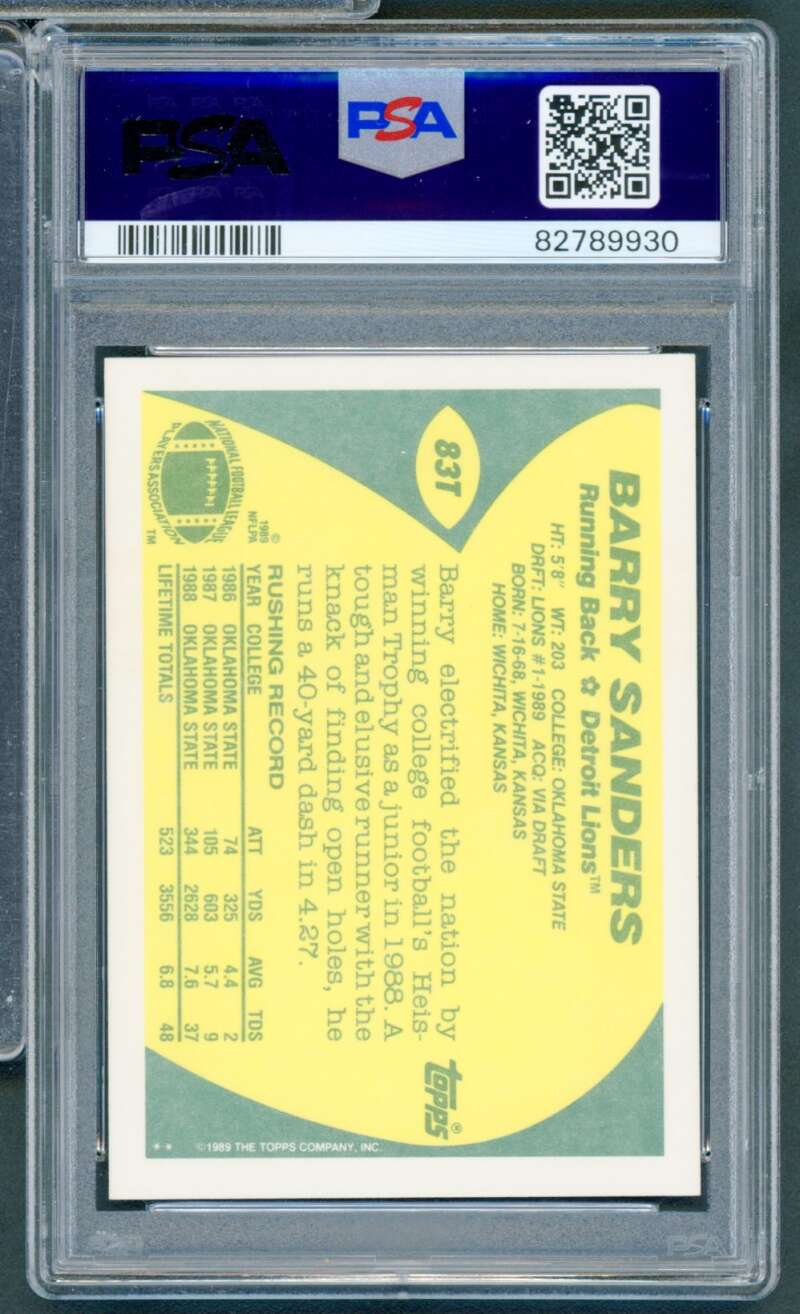 PSA
PSA
82789930
83T
BARRY SANDERS
Running Back ✩ Detroit Lions™
HT: 5'8" WT: 203 COLLEGE: OKLAHOMA STATE
DRFT: LIONS #1-1989 ACQ: VIA DRAFT
BORN: 7-16-68, WICHITA, KANSAS
HOME: WICHITA, KANSAS
Barry electrified the nation by
winning college football's Heis-
man Trophy as a junior in 1988. A
tough and elusive runner with the
knack of finding open holes, he
runs a 40-yard dash in 4.27.
RUSHING RECORD
YEAR COLLEGE ATT YDS AVG TDS
1986 OKLAHOMA STATE 74 325 4.4 2
1987 OKLAHOMA STATE 105 603 5.7 9
1988 OKLAHOMA STATE 344 2628 7.6 37
LIFETIME TOTALS 523 3556 6.8 48
NATIONAL FOOTBALL LEAGUE
PLAYERS ASSOCIATION
™
©
1989
NFLPA
topps®
** ©1989 THE TOPPS COMPANY, INC.
PSA